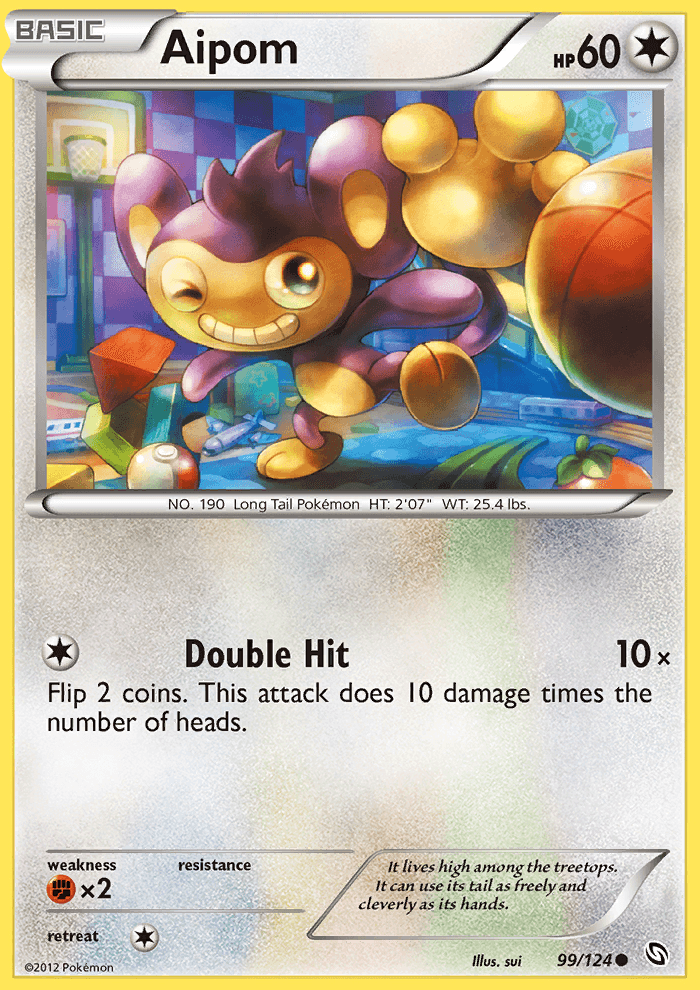 BASIC
Aipom
HP60
NO. 190 Long Tail Pokémon HT: 2'07" WT: 25.4 lbs.
Double Hit 10×
Flip 2 coins. This attack does 10 damage times the
number of heads.
weakness resistance
×2
It lives high among the treetops.
It can use its tail as freely and
cleverly as its hands.
retreat
©2012 Pokémon
Illus. sui 99/124